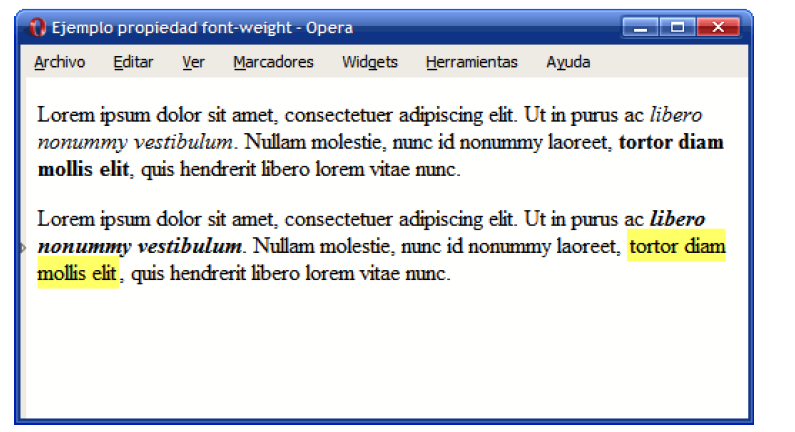 Ejemplo propiedad font-weight - Opera
Archivo Editar Ver Marcadores Widgets Herramientas Ayuda
Lorem ipsum dolor sit amet, consectetuer adipiscing elit. Ut in purus ac libero
nonummy vestibulum. Nullam molestie, nunc id nonummy laoreet, tortor diam
mollis elit, quis hendrerit libero lorem vitae nunc.
Lorem ipsum dolor sit amet, consectetuer adipiscing elit. Ut in purus ac libero
nonummy vestibulum. Nullam molestie, nunc id nonummy laoreet, tortor diam
mollis elit, quis hendrerit libero lorem vitae nunc.